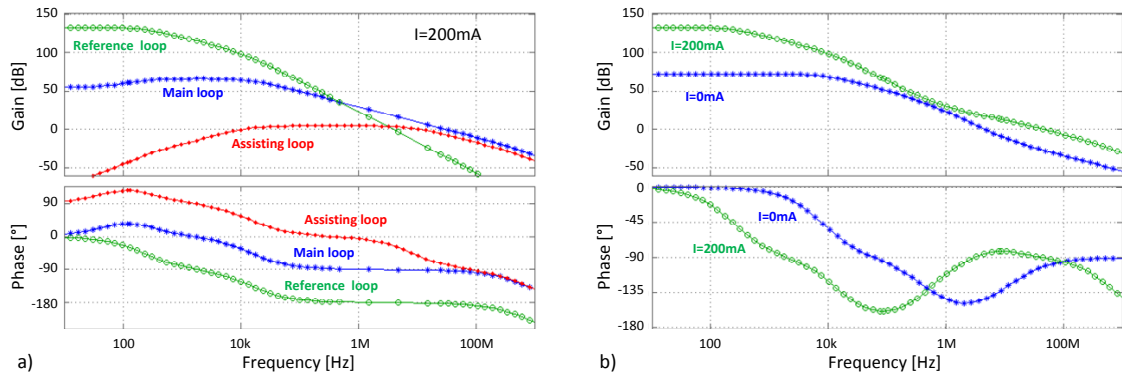 150
100
50
0
50
Gain [dB]
Reference loop
Main loop
Assisting loop
I=200mA
90
0
-90
-180
Phase [°]
Assisting loop
Main loop
Reference loop
100
10k
1M
100M
Frequency [Hz]
a)
150
100
50
0
50
Gain [dB]
I=200mA
I=0mA
0
-45
-90
-135
-180
Phase [°]
I=0mA
I=200mA
100
10k
1M
100M
Frequency [Hz]
b)